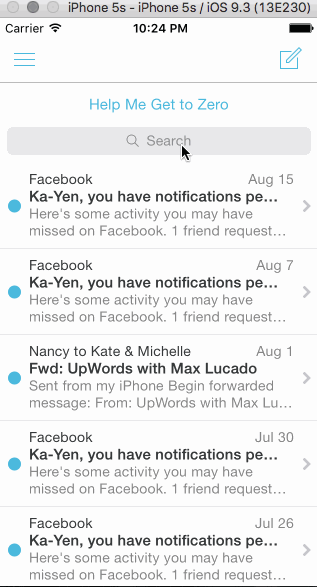 iPhone 5s - iPhone 5s / iOS 9.3 (13E230)
Carrier 10:24 PM
Help Me Get to Zero
Search
Facebook Aug 15
Ka-Yen, you have notifications pe...
Here's some activity you may have
missed on Facebook. 1 friend request...
Facebook Aug 7
Ka-Yen, you have notifications pe...
Here's some activity you may have
missed on Facebook. 1 friend request...
Nancy to Kate & Michelle Aug 1
Fwd: UpWords with Max Lucado
Sent from my iPhone Begin forwarded
message: From: UpWords with Max Lu...
Facebook Jul 30
Ka-Yen, you have notifications pe...
Here's some activity you may have
missed on Facebook. 1 friend request...
Facebook Jul 26
Ka-Yen, you have notifications pe...
Here's some activity you may have
missed on Facebook. 1 friend request...